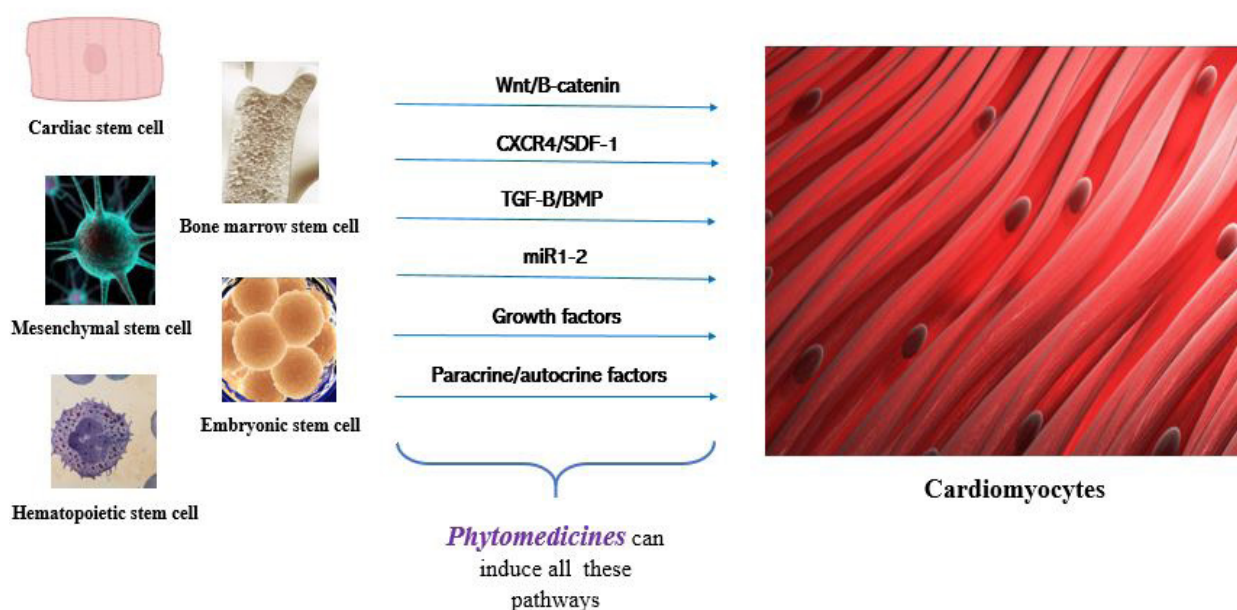 Cardiac stem cell
Bone marrow stem cell
Mesenchymal stem cell
Embryonic stem cell
Hematopoietic stem cell
Wnt/B-catenin
CXCR4/SDF-1
TGF-B/BMP
miR1-2
Growth factors
Paracrine/autocrine factors
Phytomedicines can
induce all these
pathways
Cardiomyocytes